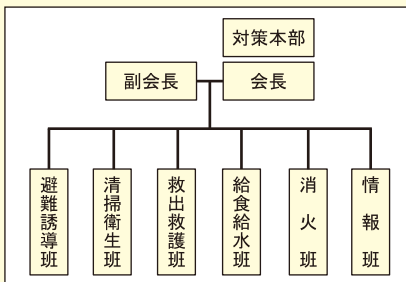 対策本部
副会長
会長
避難誘導班
清掃衛生班
救出救護班
給食給水班
消火班
情報班